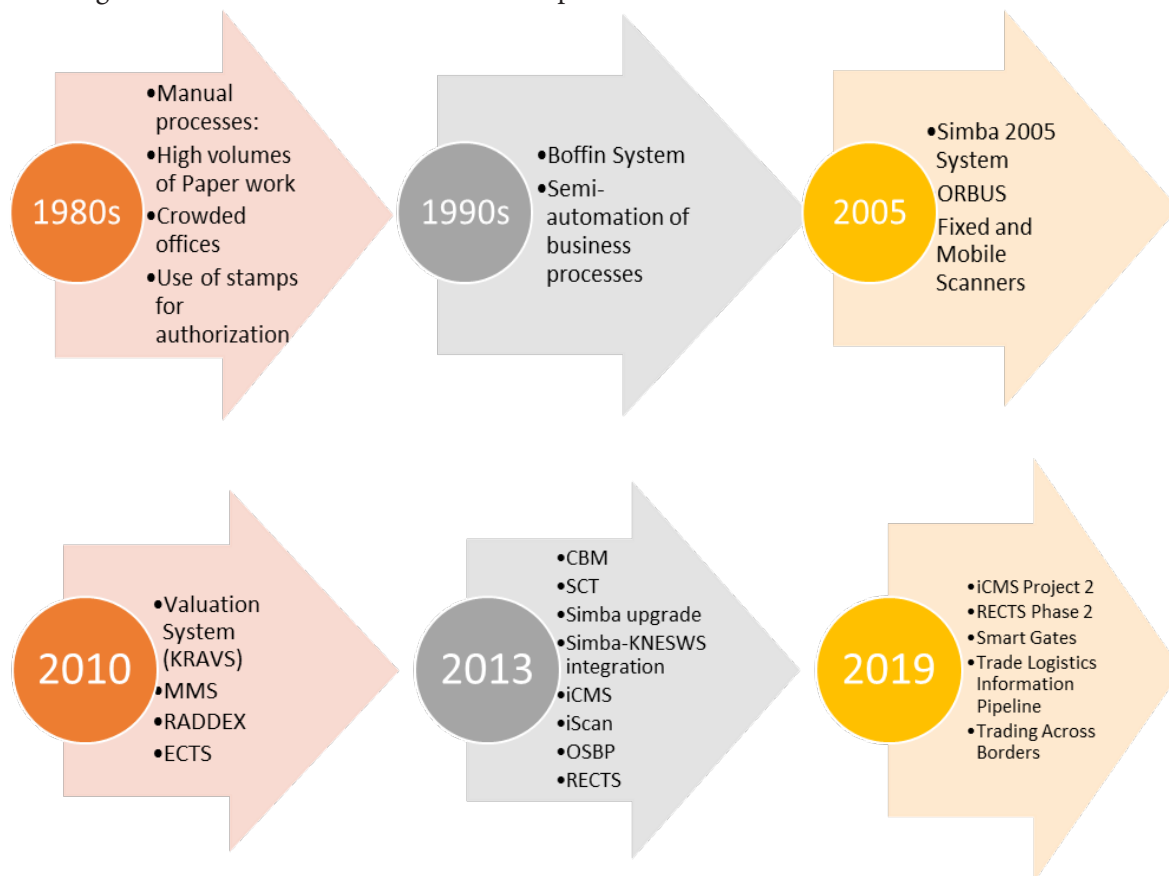 1980s
•Manual
processes:
•High volumes
of Paper work
•Crowded
offices
•Use of stamps
for
authorization
1990s
•Boffin System
•Semi-
automation of
business
processes
2005
•Simba 2005
System
ORBUS
Fixed and
Mobile
Scanners
2010
•Valuation
System
(KRAVS)
•MMS
•RADDEX
•ECTS
2013
•CBM
•SCT
•Simba upgrade
•Simba-KNESWS
integration
•iCMS
•iScan
•OSBP
•RECTS
2019
•iCMS Project 2
•RECTS Phase 2
•Smart Gates
•Trade Logistics
Information
Pipeline
•Trading Across
Borders